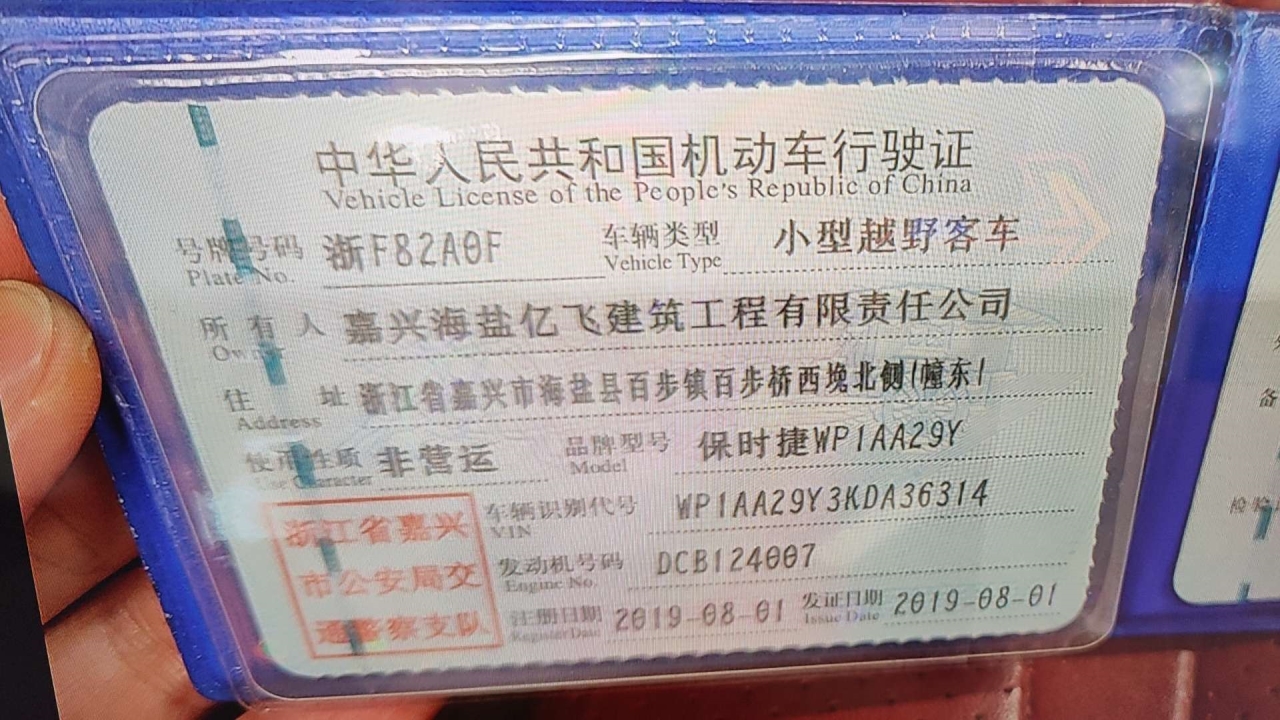 中华人民共和国机动车行驶证
Vehicle License of the People's Republic of China
号牌号码 浙F82A0F 车辆类型 小型越野客车
Plate No. Vehicle Type
所有人 嘉兴海盐亿飞建筑工程有限责任公司
Owner
住址 浙江省嘉兴市海盐县百步镇百步桥西堍北侧1幢东1
Address
使用性质 非营运 品牌型号 保时捷WP1AA29Y
Use Character Model
浙江省嘉兴
市公安局交
通警察支队
车辆识别代号 WP1AA29Y3KDA36314
VIN
发动机号码 DCB124007
Engine No.
注册日期 2019-08-01 发证日期 2019-08-01
Register Date Issue Date
备
检验